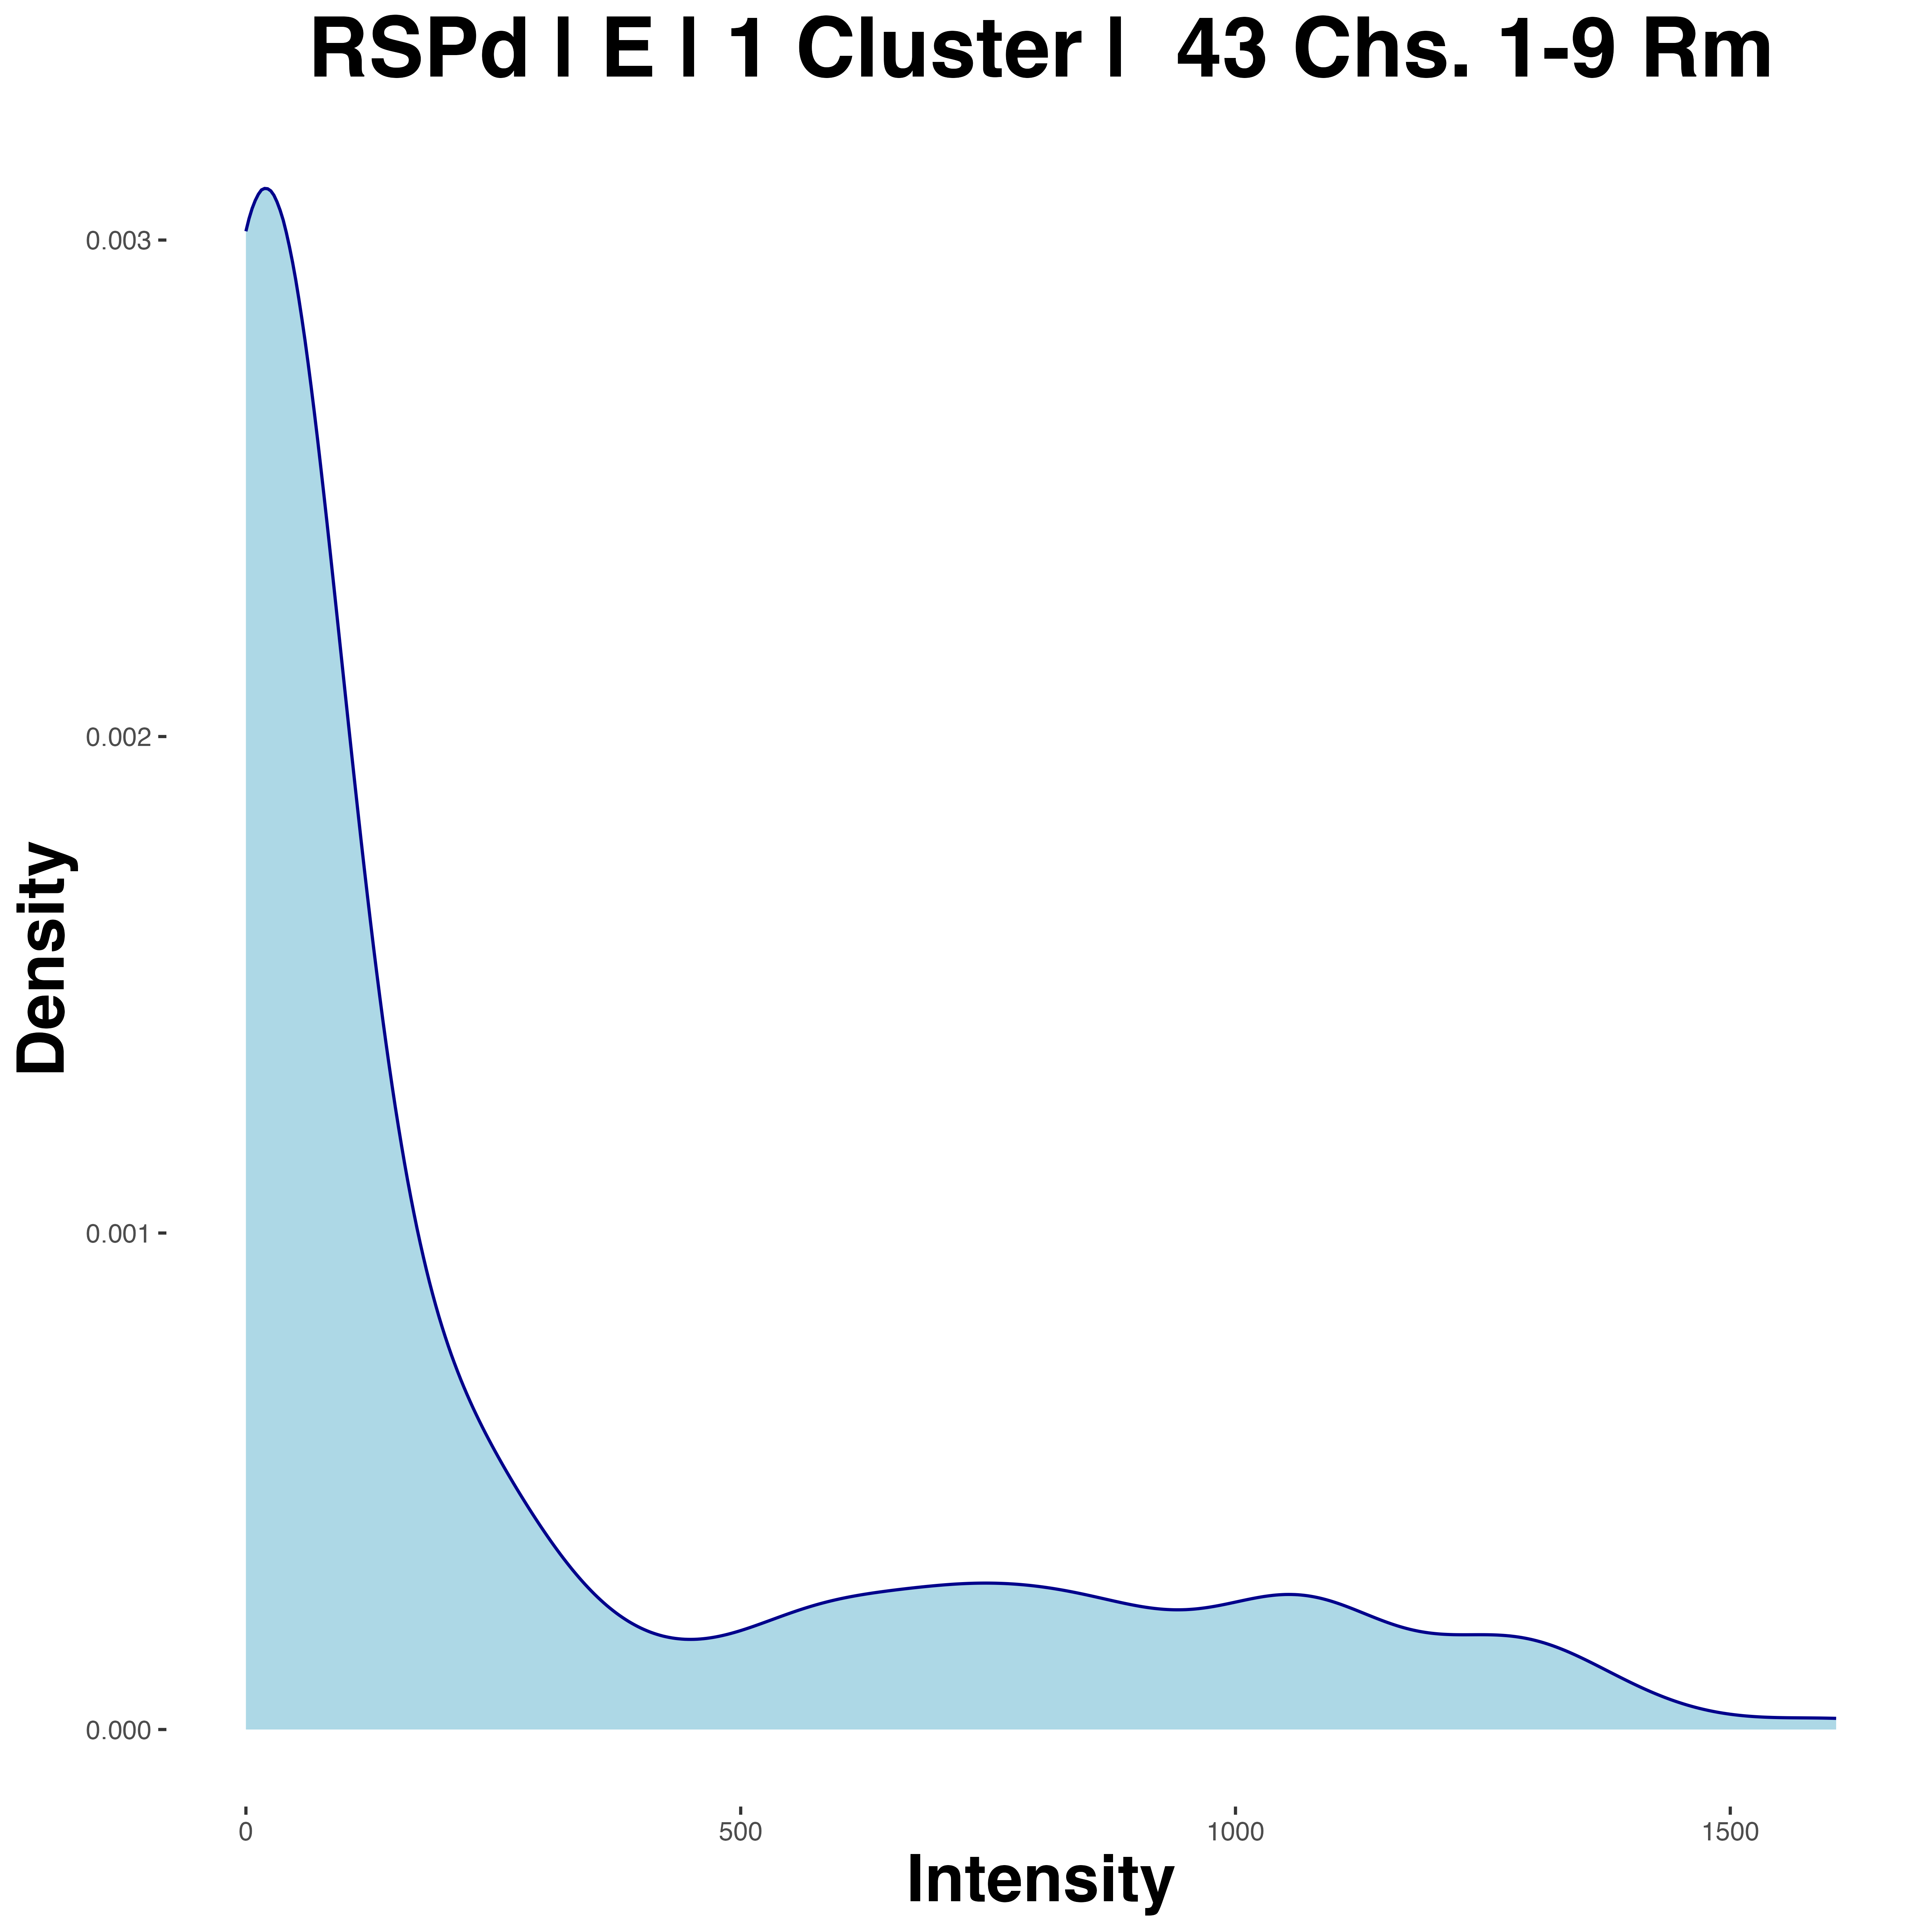 RSPd | E | 1 Cluster |  43 Chs. 1-9 Rm
0.003
0.002
0.001
0.000
Density
0
500
1000
1500
Intensity